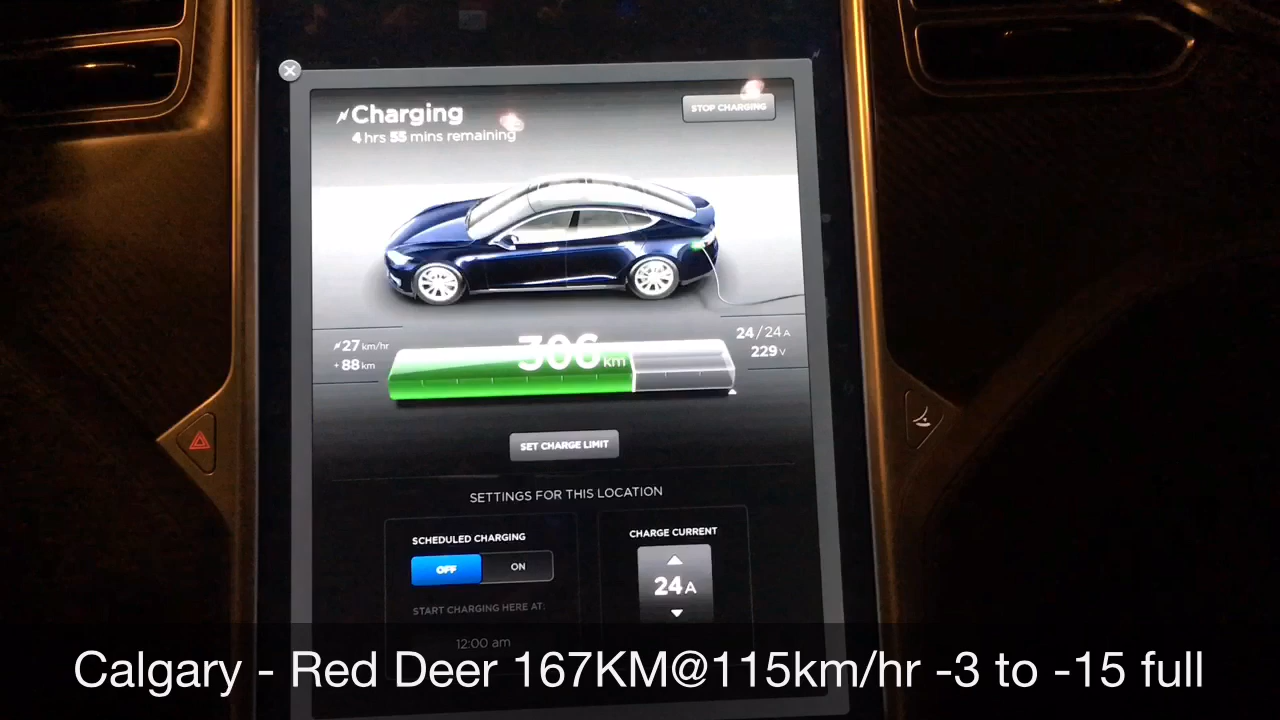 Charging
4 hrs 55 mins remaining
STOP CHARGING
27 km/hr
+ 88 km
306 km
24/24 A
229 V
SET CHARGE LIMIT
SETTINGS FOR THIS LOCATION
SCHEDULED CHARGING
OFF ON
START CHARGING HERE AT:
12:00 am
CHARGE CURRENT
24 A
Calgary - Red Deer 167KM@115km/hr -3 to -15 full